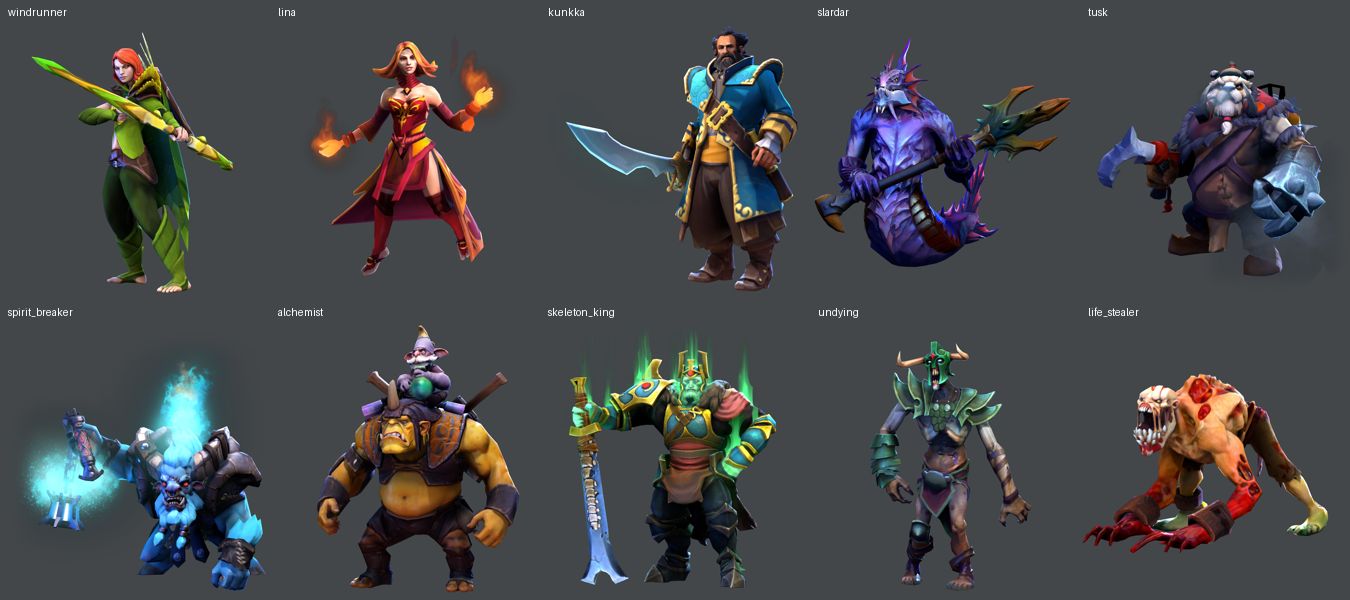 windrunner
lina
kunkka
slardar
tusk
spirit_breaker
alchemist
skeleton_king
undying
life_stealer